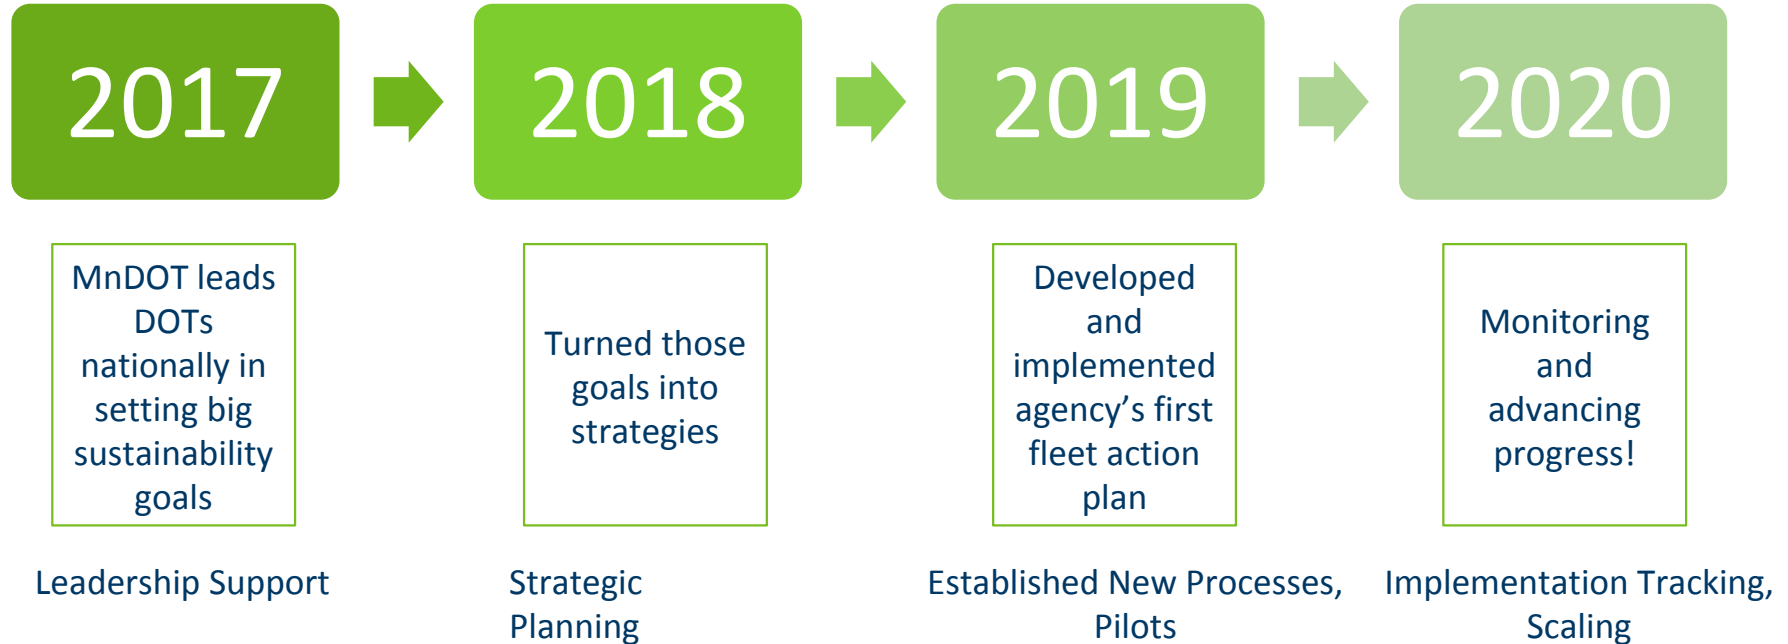 2017
2018
2019
2020
MnDOT leads
DOTs
nationally in
setting big
sustainability
goals
Turned those
goals into
strategies
Developed
and
implemented
agency’s first
fleet action
plan
Monitoring
and
advancing
progress!
Leadership Support
Strategic
Planning
Established New Processes,
Pilots
Implementation Tracking,
Scaling